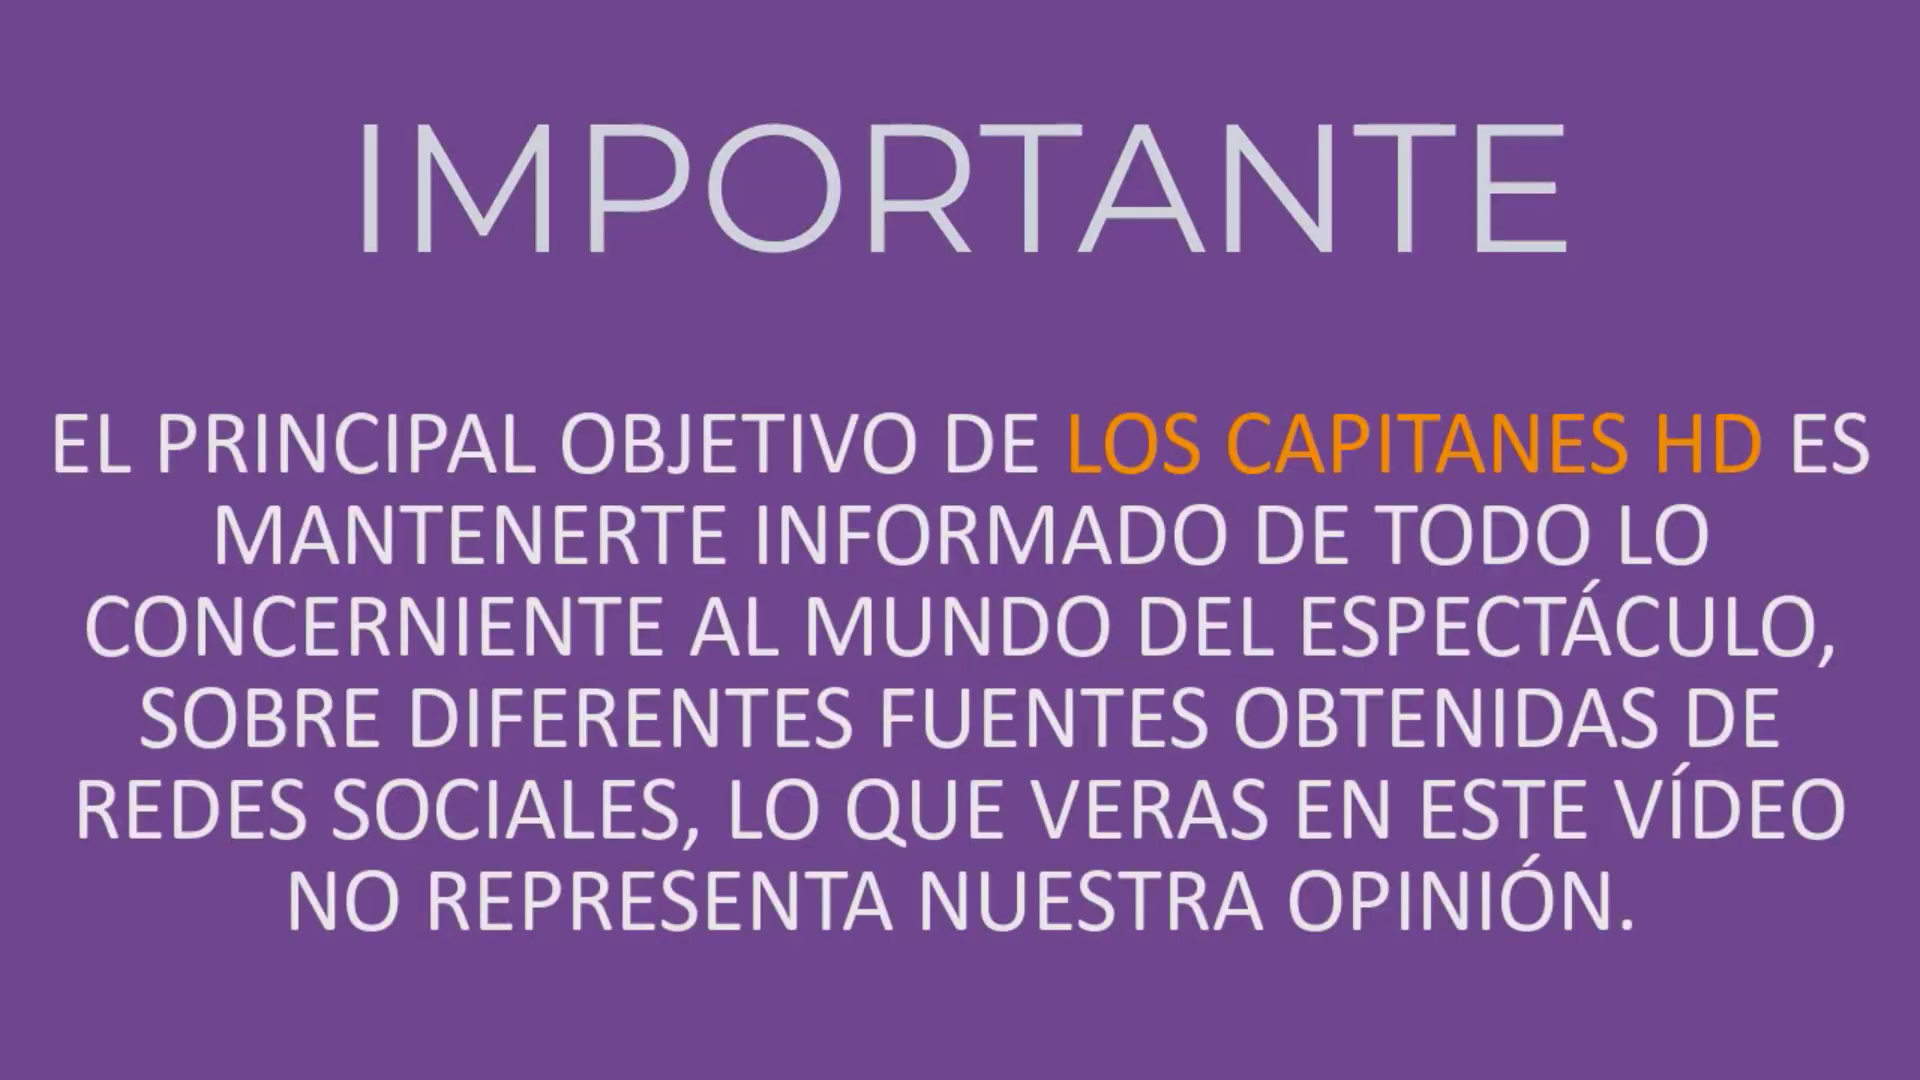 IMPORTANTE
EL PRINCIPAL OBJETIVO DE LOS CAPITANES HD ES
MANTENERTE INFORMADO DE TODO LO
CONCERNIENTE AL MUNDO DEL ESPECTÁCULO,
SOBRE DIFERENTES FUENTES OBTENIDAS DE
REDES SOCIALES, LO QUE VERAS EN ESTE VÍDEO
NO REPRESENTA NUESTRA OPINIÓN.